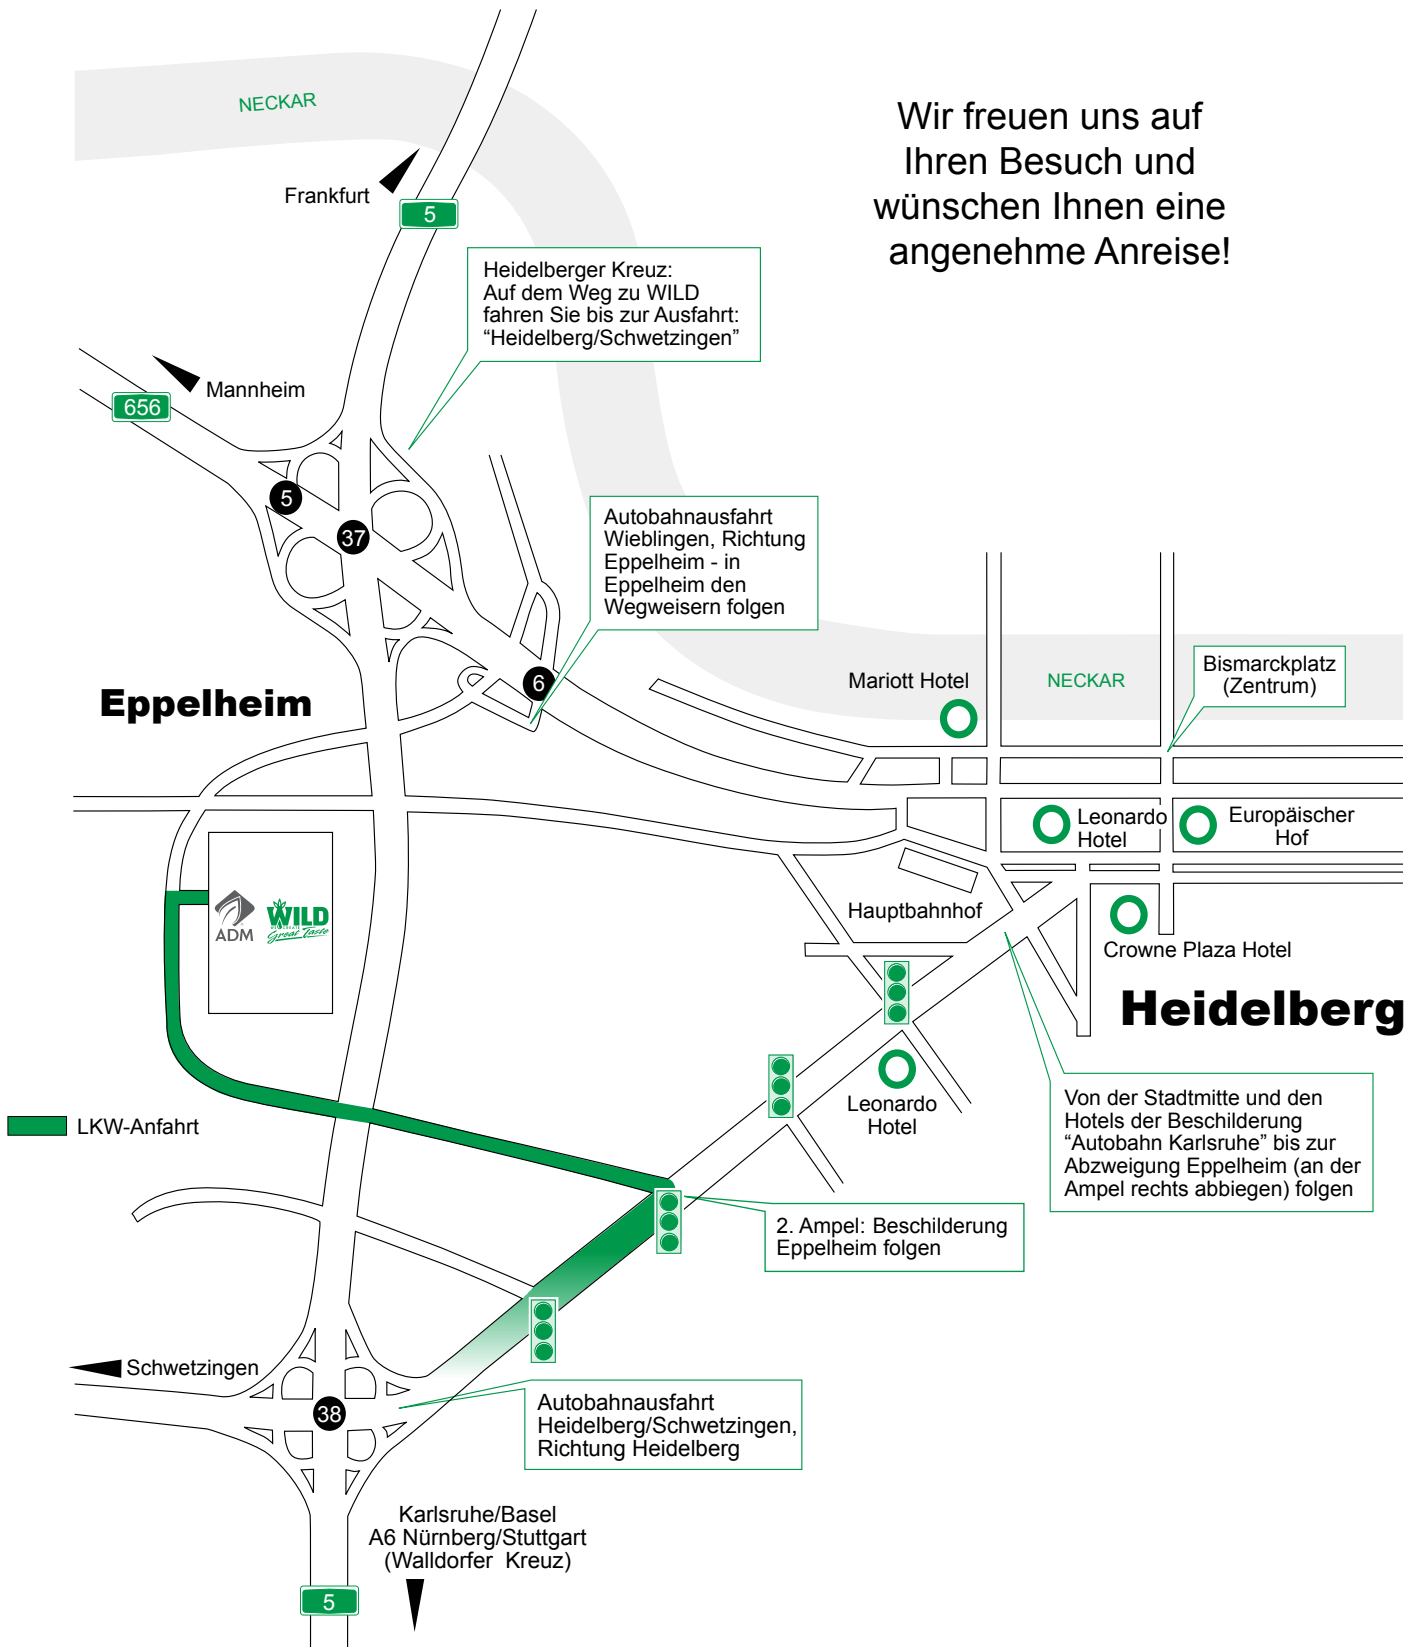 NECKAR
Wir freuen uns auf
Ihren Besuch und
wünschen Ihnen eine
angenehme Anreise!
Frankfurt
5
Heidelberger Kreuz:
Auf dem Weg zu WILD
fahren Sie bis zur Ausfahrt:
“Heidelberg/Schwetzingen”
Mannheim
656
5
37
Autobahnausfahrt
Wieblingen, Richtung
Eppelheim - in
Eppelheim den
Wegweisern folgen
6
Eppelheim
Mariott Hotel
NECKAR
Bismarckplatz
(Zentrum)
Leonardo
Hotel
Europäischer
Hof
ADM
WILD
Great Taste
Hauptbahnhof
Crowne Plaza Hotel
Heidelberg
Leonardo
Hotel
Von der Stadtmitte und den
Hotels der Beschilderung
“Autobahn Karlsruhe” bis zur
Abzweigung Eppelheim (an der
Ampel rechts abbiegen) folgen
LKW-Anfahrt
2. Ampel: Beschilderung
Eppelheim folgen
Schwetzingen
38
Autobahnausfahrt
Heidelberg/Schwetzingen,
Richtung Heidelberg
Karlsruhe/Basel
A6 Nürnberg/Stuttgart
(Walldorfer Kreuz)
5